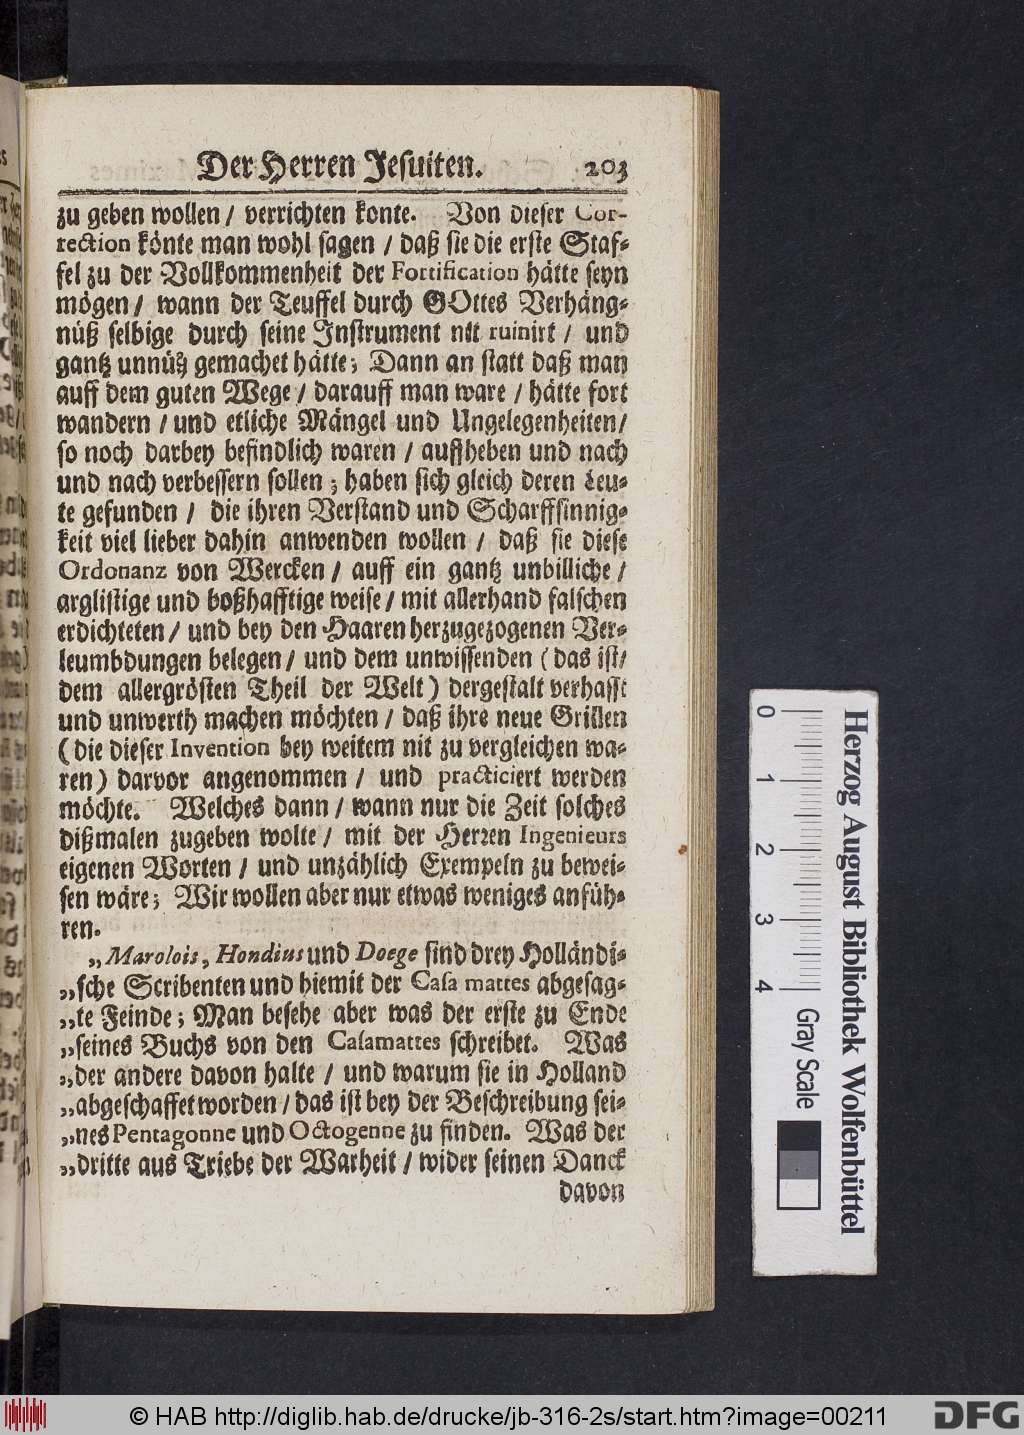 Der Herren Jesuiten. 203
zu geben wollen / verrichten konte. Von dieser Cor-
rection könte man wohl sagen / daß sie die erste Staf-
fel zu der Vollkommenheit der Fortification hätte seyn
mögen / wann der Teuffel durch GOttes Verhäng-
nüß selbige durch seine Instrument nit ruinirt / und
gantz unnütz gemachet hätte; Dann an statt daß man
auff dem guten Wege / darauff man ware / hätte fort
wandern / und etliche Mängel und Ungelegenheiten /
so noch darbey befindlich waren / auffheben und nach
und nach verbessern sollen; haben sich gleich deren Leu-
te gefunden / die ihren Verstand und Scharffsinnig-
keit viel lieber dahin anwenden wollen / daß sie diese
Ordonanz von Wercken / auff ein gantz unbilliche /
arglistige und boßhafftige weise / mit allerhand falschen
erdichteten / und bey den Haaren herzugezogenen Ver-
leumbdungen belegen / und dem unwissenden ( das ist /
dem allergrösten Theil der Welt ) dergestalt verhasst
und unwerth machen möchten / daß ihre neue Grillen
( die dieser Invention bey weitem nit zu vergleichen wa-
ren ) darvor angenommen / und practiciert werden
möchte. Welches dann / wann nur die Zeit solches
dißmalen zugeben wolte / mit der Herren Ingenieurs
eigenen Worten / und unzählich Exempeln zu bewei-
sen wäre; Wir wollen aber nur etwas weniges anfüh-
ren.
„Marolois, Hondius und Doege sind drey Holländi-
„sche Scribenten und hiemit der Casa mattes abgesag-
„te Feinde; Man besehe aber was der erste zu Ende
„seines Buchs von den Casamattes schreibet. Was
„der andere davon halte / und warum sie in Holland
„abgeschaffet worden / das ist bey der Beschreibung sei-
„nes Pentagonne und Octogenne zu finden. Was der
„dritte aus Triebe der Warheit / wider seinen Danck
davon
0 1 2 3 4
Gray Scale
Herzog August Bibliothek Wolfenbüttel
© HAB http://diglib.hab.de/drucke/jb-316-2s/start.htm?image=00211
DFG